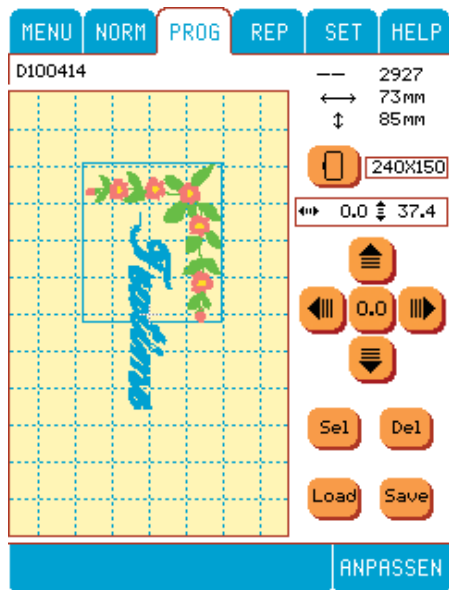 MENU NORM PROG REP SET HELP
D100414
2927
73mm
85mm
240X150
0.0 37.4
0.0
Sel Del
Load Save
ANPASSEN